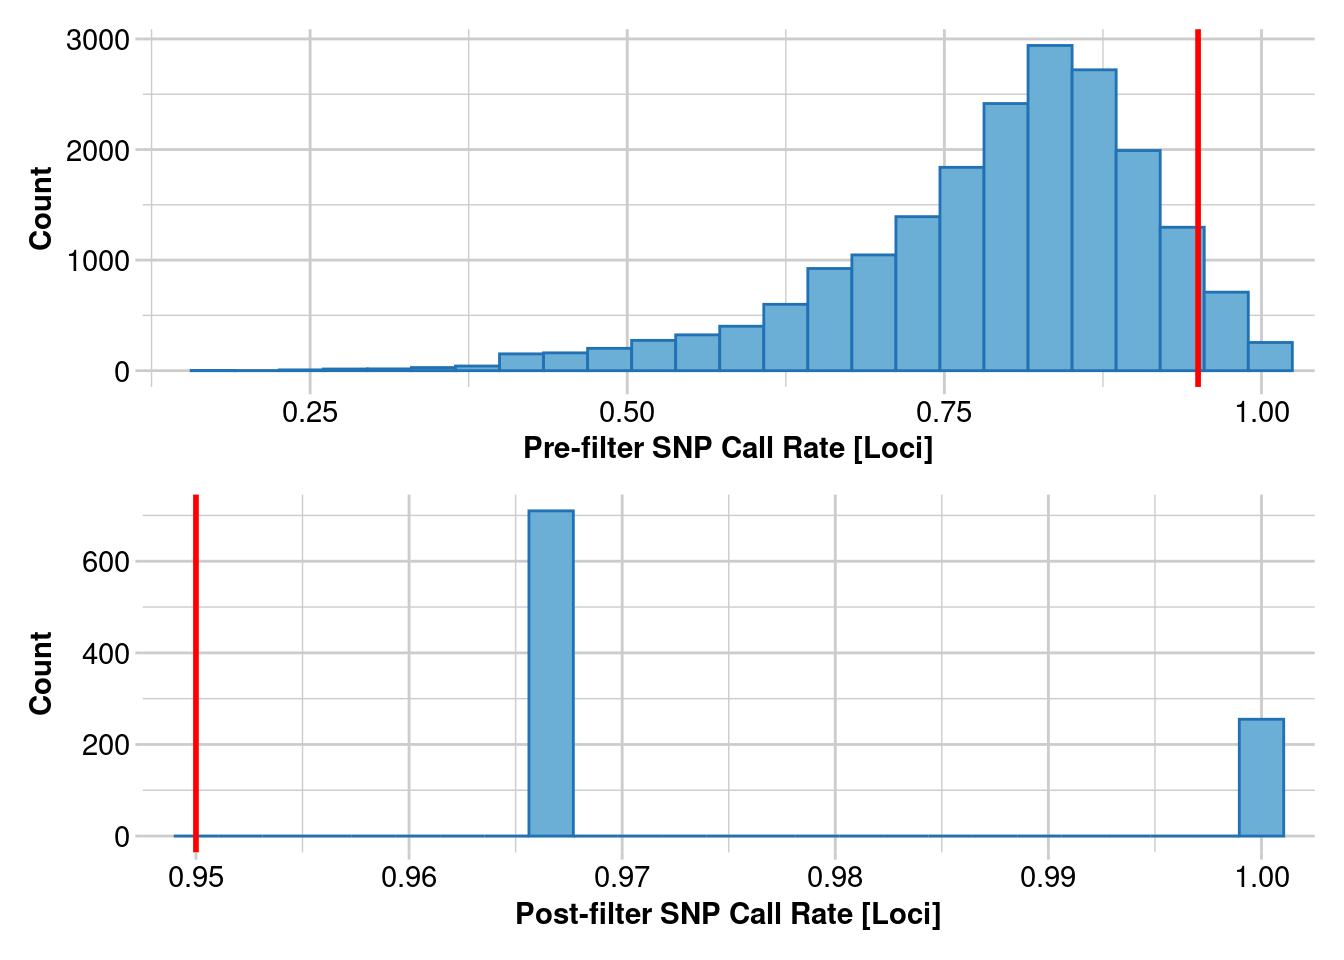 3000
2000
1000
0
Count
0.25 0.50 0.75 1.00
Pre-filter SNP Call Rate [Loci]
600
400
200
0
Count
0.95 0.96 0.97 0.98 0.99 1.00
Post-filter SNP Call Rate [Loci]